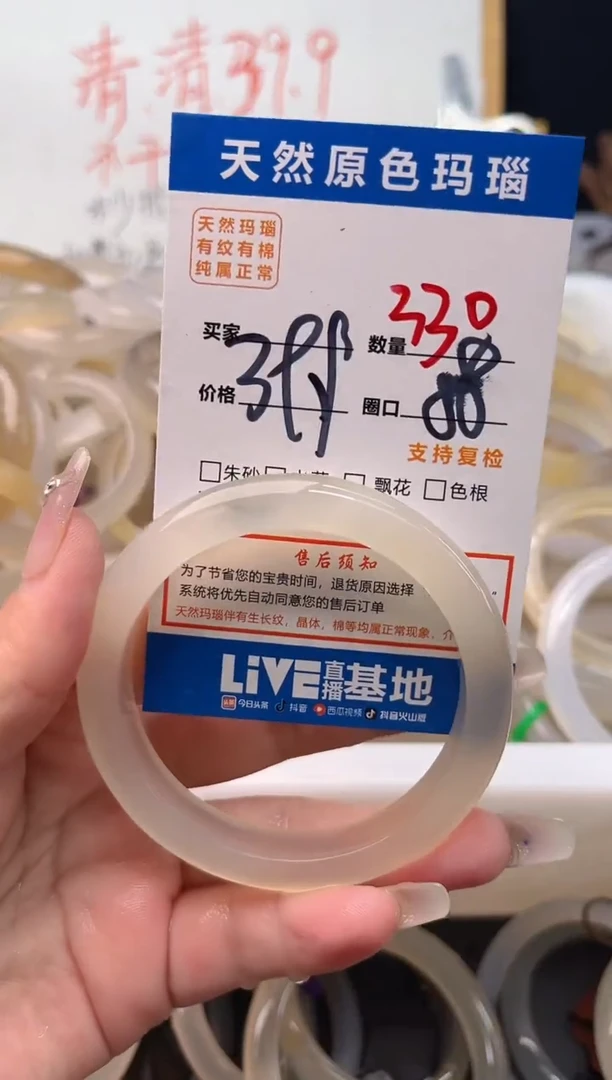 清清39.9
天然原色玛瑙
天然玛瑙
有纹有棉
纯属正常
买家
数量 330
价格
圈口
支持复检
朱砂
飘花
色根
售后须知
为了节省您的宝贵时间，退货原因选择
系统将优先自动同意您的售后订单
天然玛瑙伴有生长纹，晶体，棉等均属正常现象、介
LiVE直播基地
头条 今日头条 抖音 西瓜视频 抖音火山版